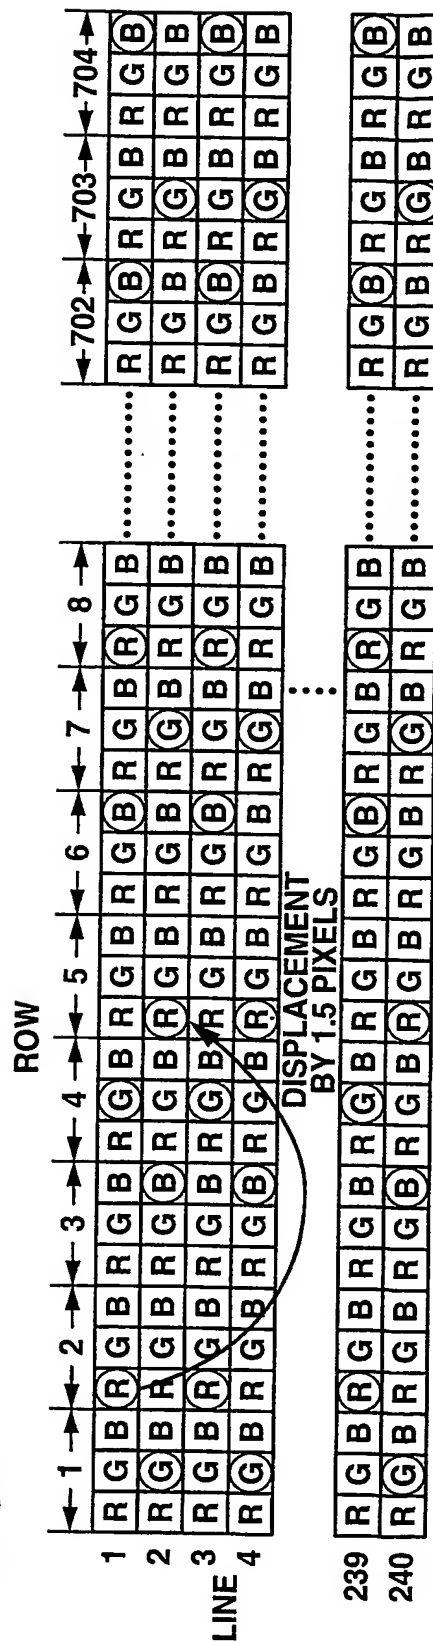 ROW
1 2 3 4 5 6 7 8 702 703 704
1 R G B R G B R G B R G B R G B R G B R G B R G B ........ R G B R G B R G B
2 R G B R G B R G B R G B R G B R G B R G B R G B ........ R G B R G B R G B
3 R G B R G B R G B R G B R G B R G B R G B R G B ........ R G B R G B R G B
LINE
4 R G B R G B R G B R G B R G B R G B R G B R G B ........ R G B R G B R G B
DISPLACEMENT
BY 1.5 PIXELS
239 R G B R G B R G B R G B R G B R G B R G B R G B ........ R G B R G B R G B
240 R G B R G B R G B R G B R G B R G B R G B R G B ........ R G B R G B R G B